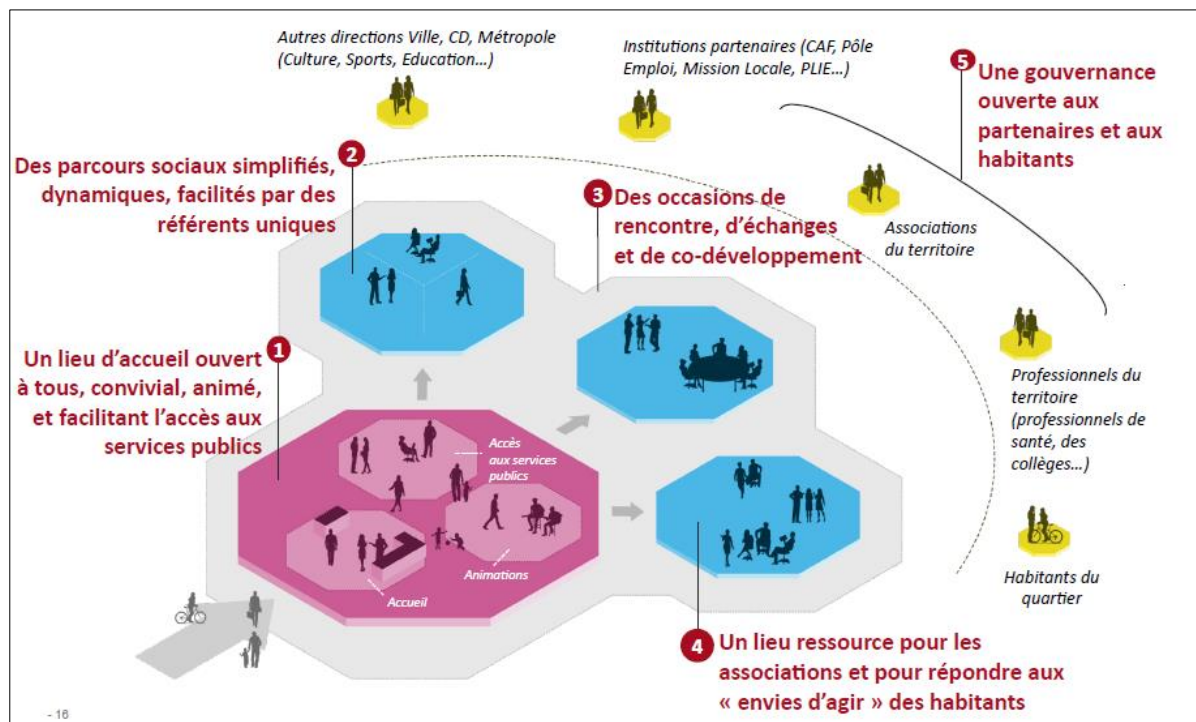 Autres directions Ville, CD, Métropole
(Culture, Sports, Education…)
Institutions partenaires (CAF, Pôle
Emploi, Mission Locale, PLIE…)
5
Une gouvernance
ouverte aux
partenaires et aux
habitants
2
Des parcours sociaux simplifiés,
dynamiques, facilités par des
référents uniques
3
Des occasions de
rencontre, d’échanges
et de co-développement
Associations
du territoire
1
Un lieu d’accueil ouvert
à tous, convivial, animé,
et facilitant l’accès aux
services publics
Accès
aux services
publics
Animations
Accueil
Professionnels du
territoire
(professionnels de
santé, des
collèges…)
Habitants du
quartier
4
Un lieu ressource pour les
associations et pour répondre aux
« envies d’agir » des habitants
- 16